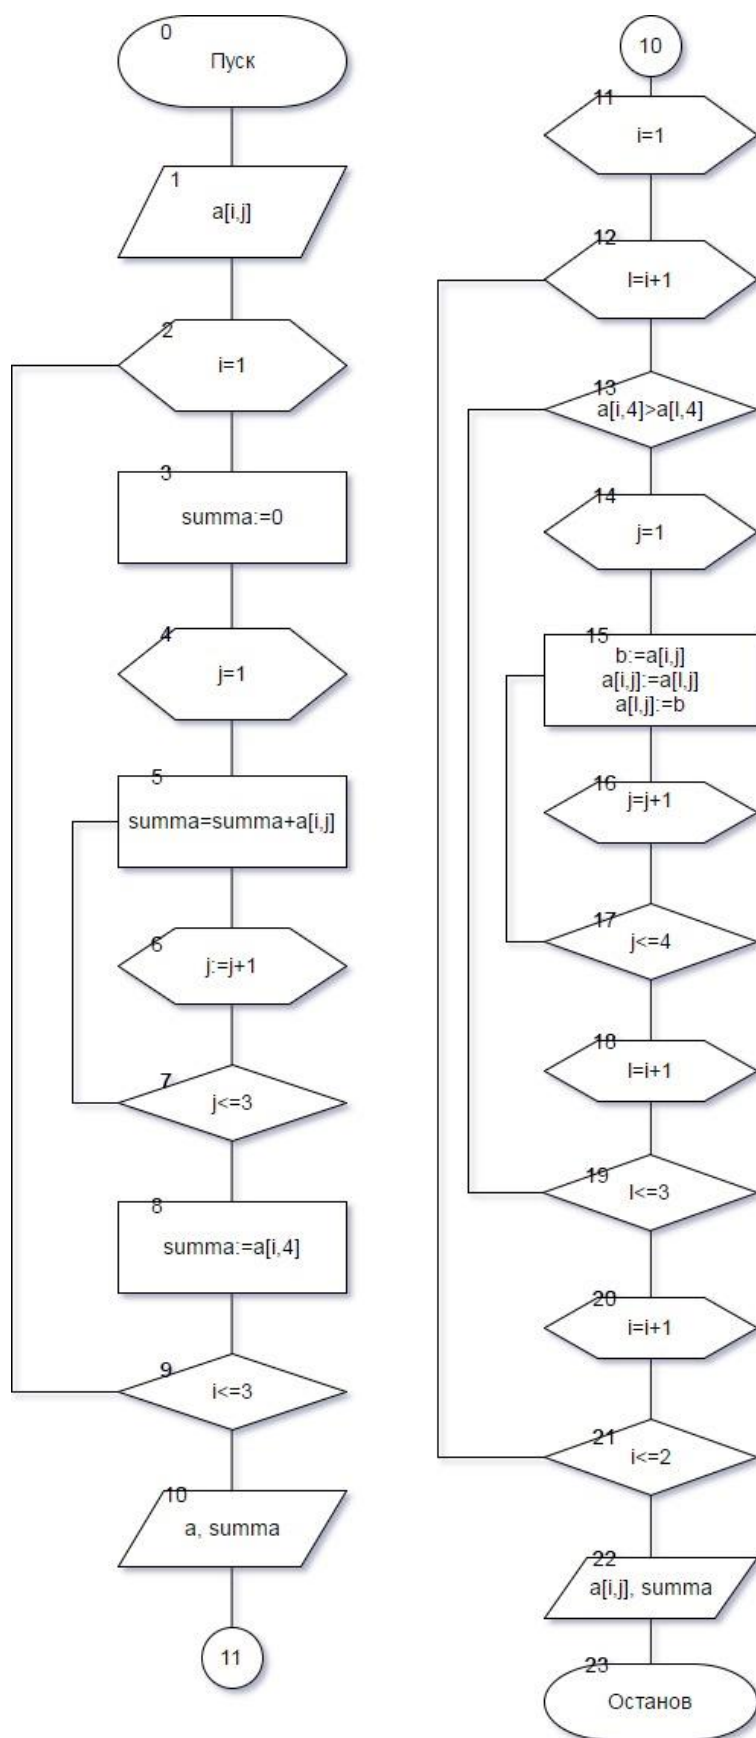 0
Пуск
1
a[i,j]
2
i=1
3
summa:=0
4
j=1
5
summa=summa+a[i,j]
6
j:=j+1
7
j<=3
8
summa:=a[i,4]
9
i<=3
10
a, summa
11
10
11
i=1
12
l=i+1
13
a[i,4]>a[l,4]
14
j=1
15
b:=a[i,j]
a[i,j]:=a[l,j]
a[l,j]:=b
16
j=j+1
17
j<=4
18
l=i+1
19
l<=3
20
i=i+1
21
i<=2
22
a[i,j], summa
23
Останов